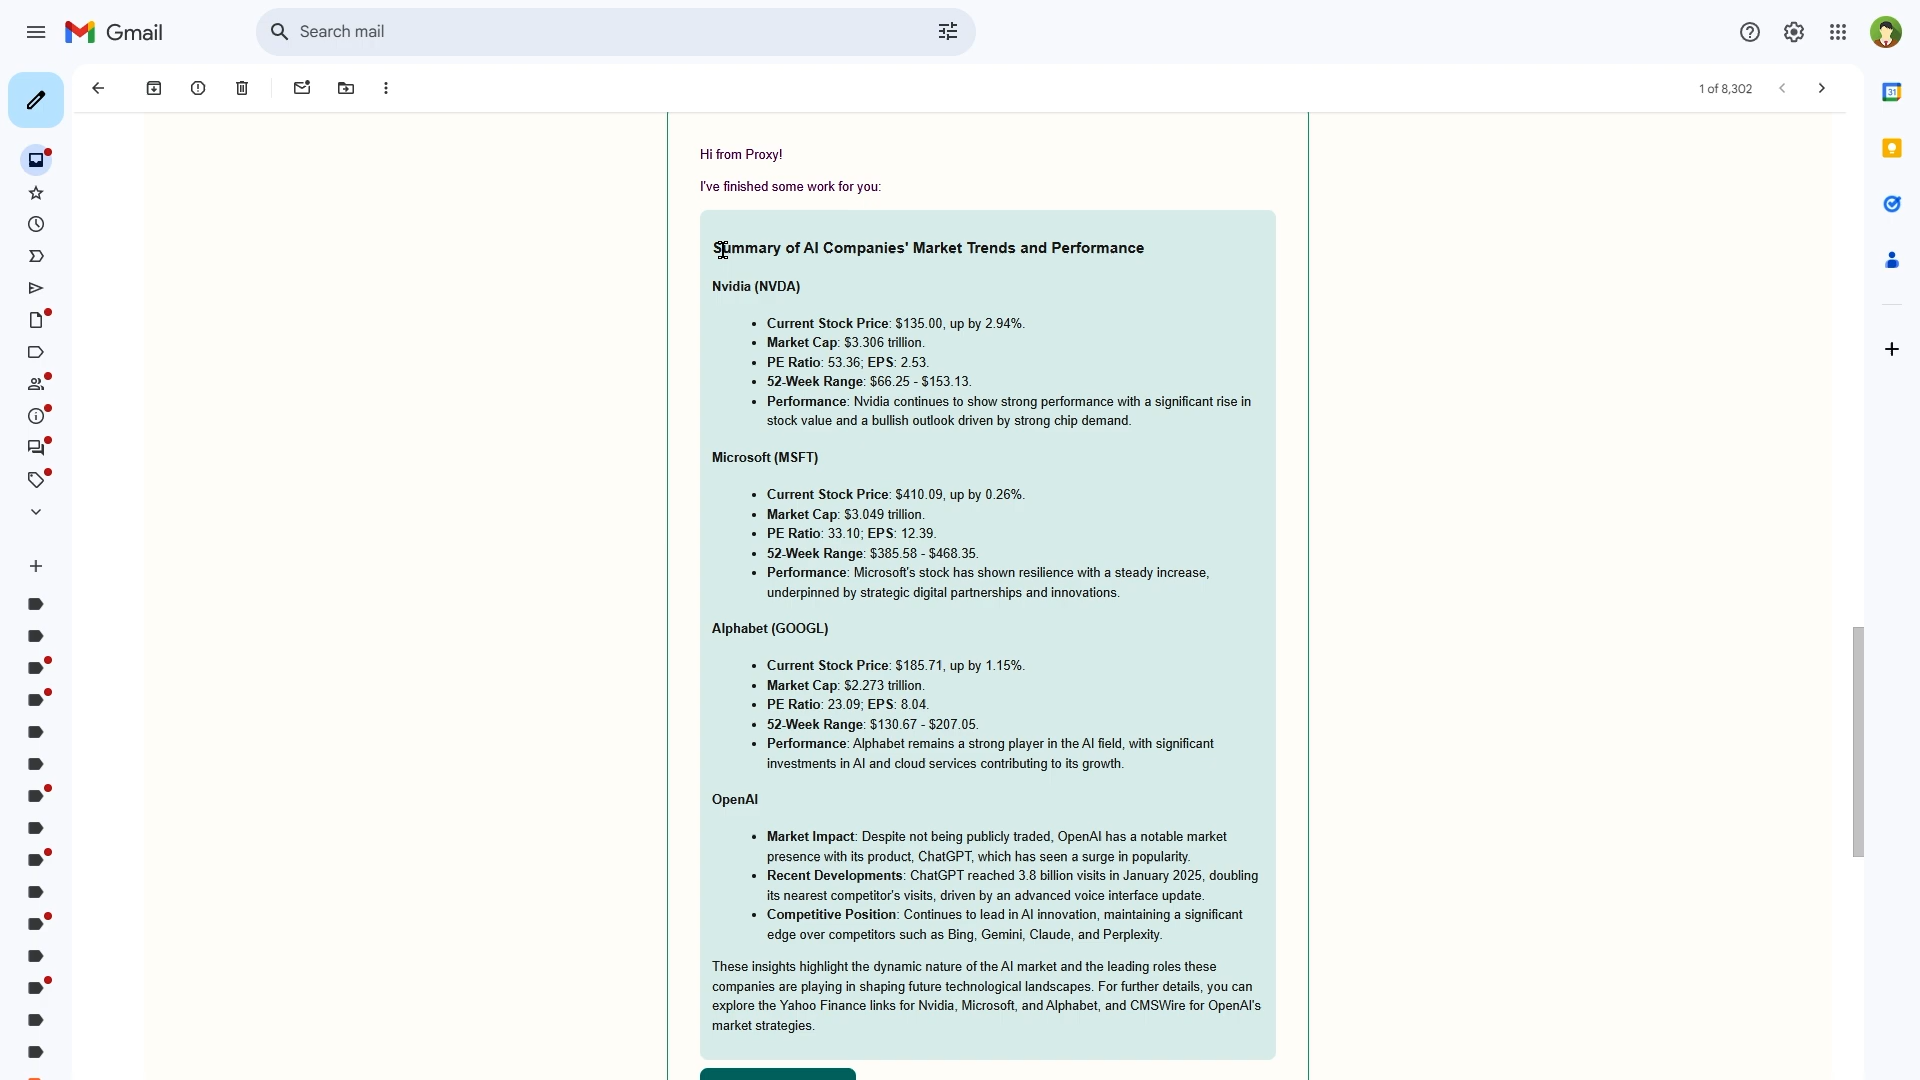 Gmail
Search mail
1 of 8,302
31
Hi from Proxy!
I've finished some work for you:
Summary of AI Companies' Market Trends and Performance
Nvidia (NVDA)
• Current Stock Price: $135.00, up by 2.94%.
• Market Cap: $3.306 trillion.
• PE Ratio: 53.36; EPS: 2.53.
• 52-Week Range: $66.25 - $153.13.
• Performance: Nvidia continues to show strong performance with a significant rise in
stock value and a bullish outlook driven by strong chip demand.
Microsoft (MSFT)
• Current Stock Price: $410.09, up by 0.26%.
• Market Cap: $3.049 trillion.
• PE Ratio: 33.10; EPS: 12.39.
• 52-Week Range: $385.58 - $468.35.
• Performance: Microsoft's stock has shown resilience with a steady increase,
underpinned by strategic digital partnerships and innovations.
Alphabet (GOOGL)
• Current Stock Price: $185.71, up by 1.15%.
• Market Cap: $2.273 trillion.
• PE Ratio: 23.09; EPS: 8.04.
• 52-Week Range: $130.67 - $207.05.
• Performance: Alphabet remains a strong player in the AI field, with significant
investments in AI and cloud services contributing to its growth.
OpenAI
• Market Impact: Despite not being publicly traded, OpenAI has a notable market
presence with its product, ChatGPT, which has seen a surge in popularity.
• Recent Developments: ChatGPT reached 3.8 billion visits in January 2025, doubling
its nearest competitor's visits, driven by an advanced voice interface update.
• Competitive Position: Continues to lead in AI innovation, maintaining a significant
edge over competitors such as Bing, Gemini, Claude, and Perplexity.
These insights highlight the dynamic nature of the AI market and the leading roles these
companies are playing in shaping future technological landscapes. For further details, you can
explore the Yahoo Finance links for Nvidia, Microsoft, and Alphabet, and CMSWire for OpenAI's
market strategies.